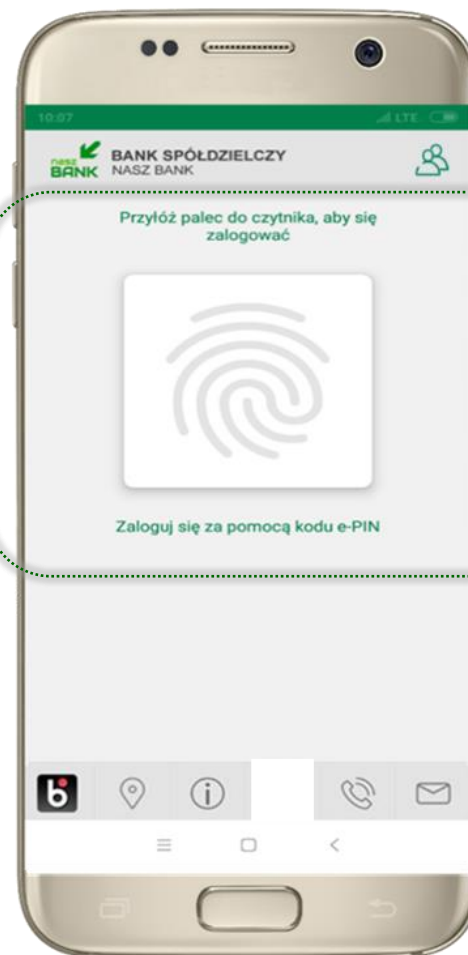 10:07 LTE
nasz
BANK
BANK SPÓŁDZIELCZY
NASZ BANK
Przyłóż palec do czytnika, aby się
zalogować
Zaloguj się za pomocą kodu e-PIN
b
i